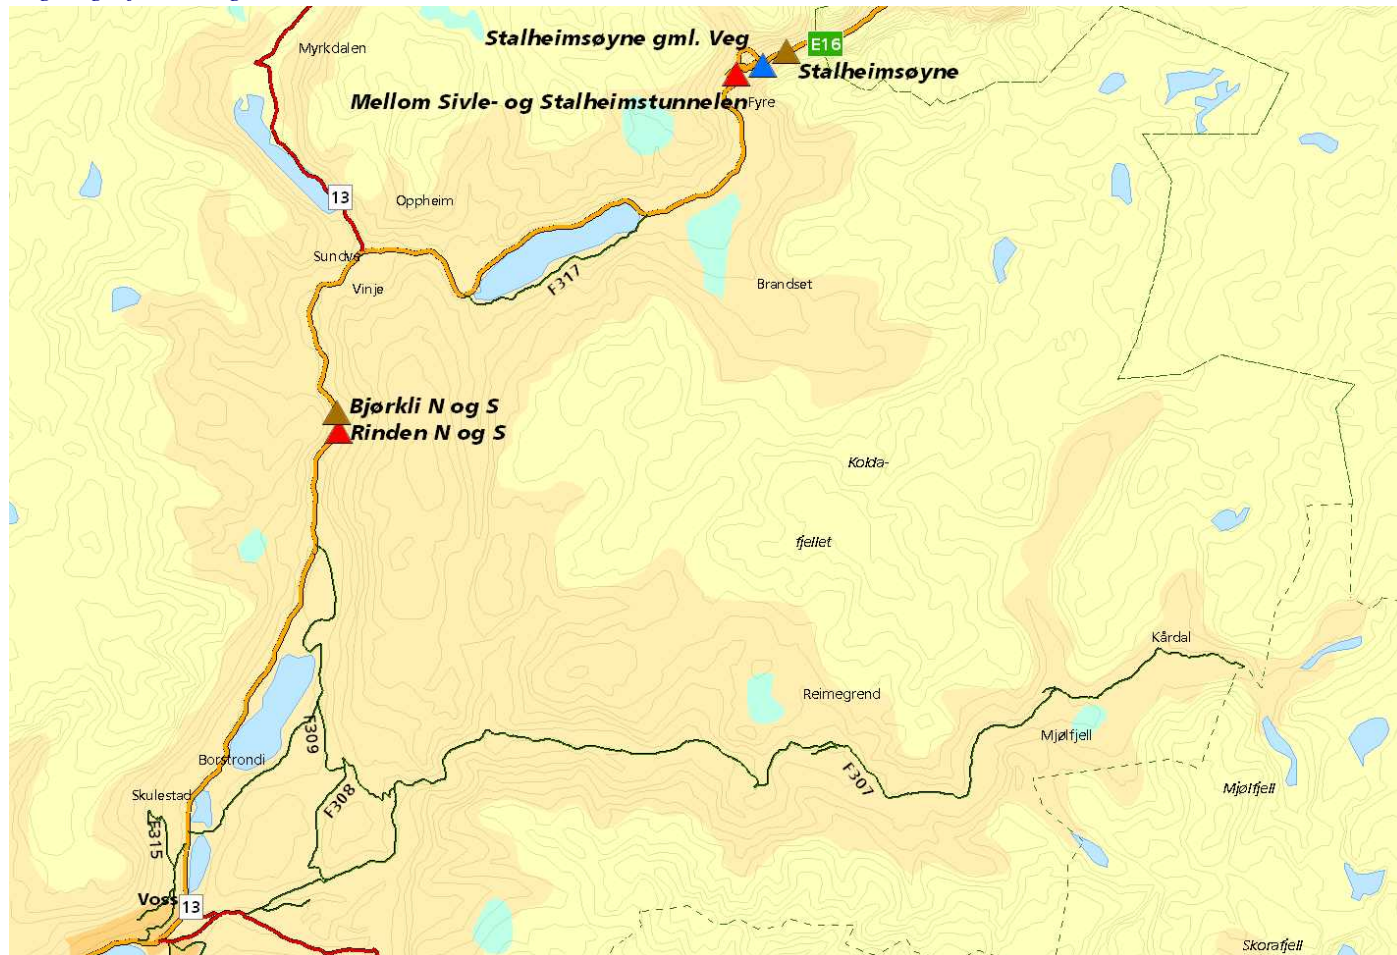 Myrkdalen
Stalheimsøyne gml. Veg
E16
Stalheimsøyne
Mellom Sivle- og Stalheimstunnelen
Fyre
13
Oppheim
Sundve
Vinje
F317
Brandset
Bjørkli N og S
Rinden N og S
Kolda-
fjellet
Kårdal
Reimegrend
F309
Mjølfjell
Borstrondi
F307
Skulestad
F308
Mjølfjell
F315
Voss
13
Skorafjell